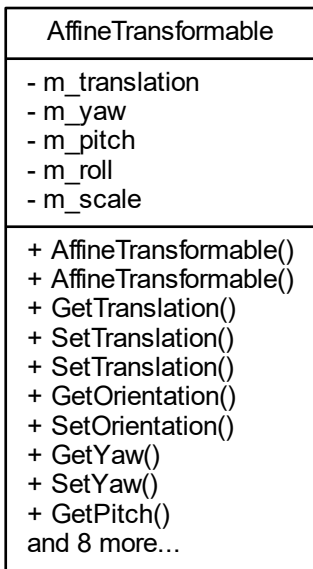 AffineTransformable
- m_translation
- m_yaw
- m_pitch
- m_roll
- m_scale
+ AffineTransformable()
+ AffineTransformable()
+ GetTranslation()
+ SetTranslation()
+ SetTranslation()
+ GetOrientation()
+ SetOrientation()
+ GetYaw()
+ SetYaw()
+ GetPitch()
and 8 more...